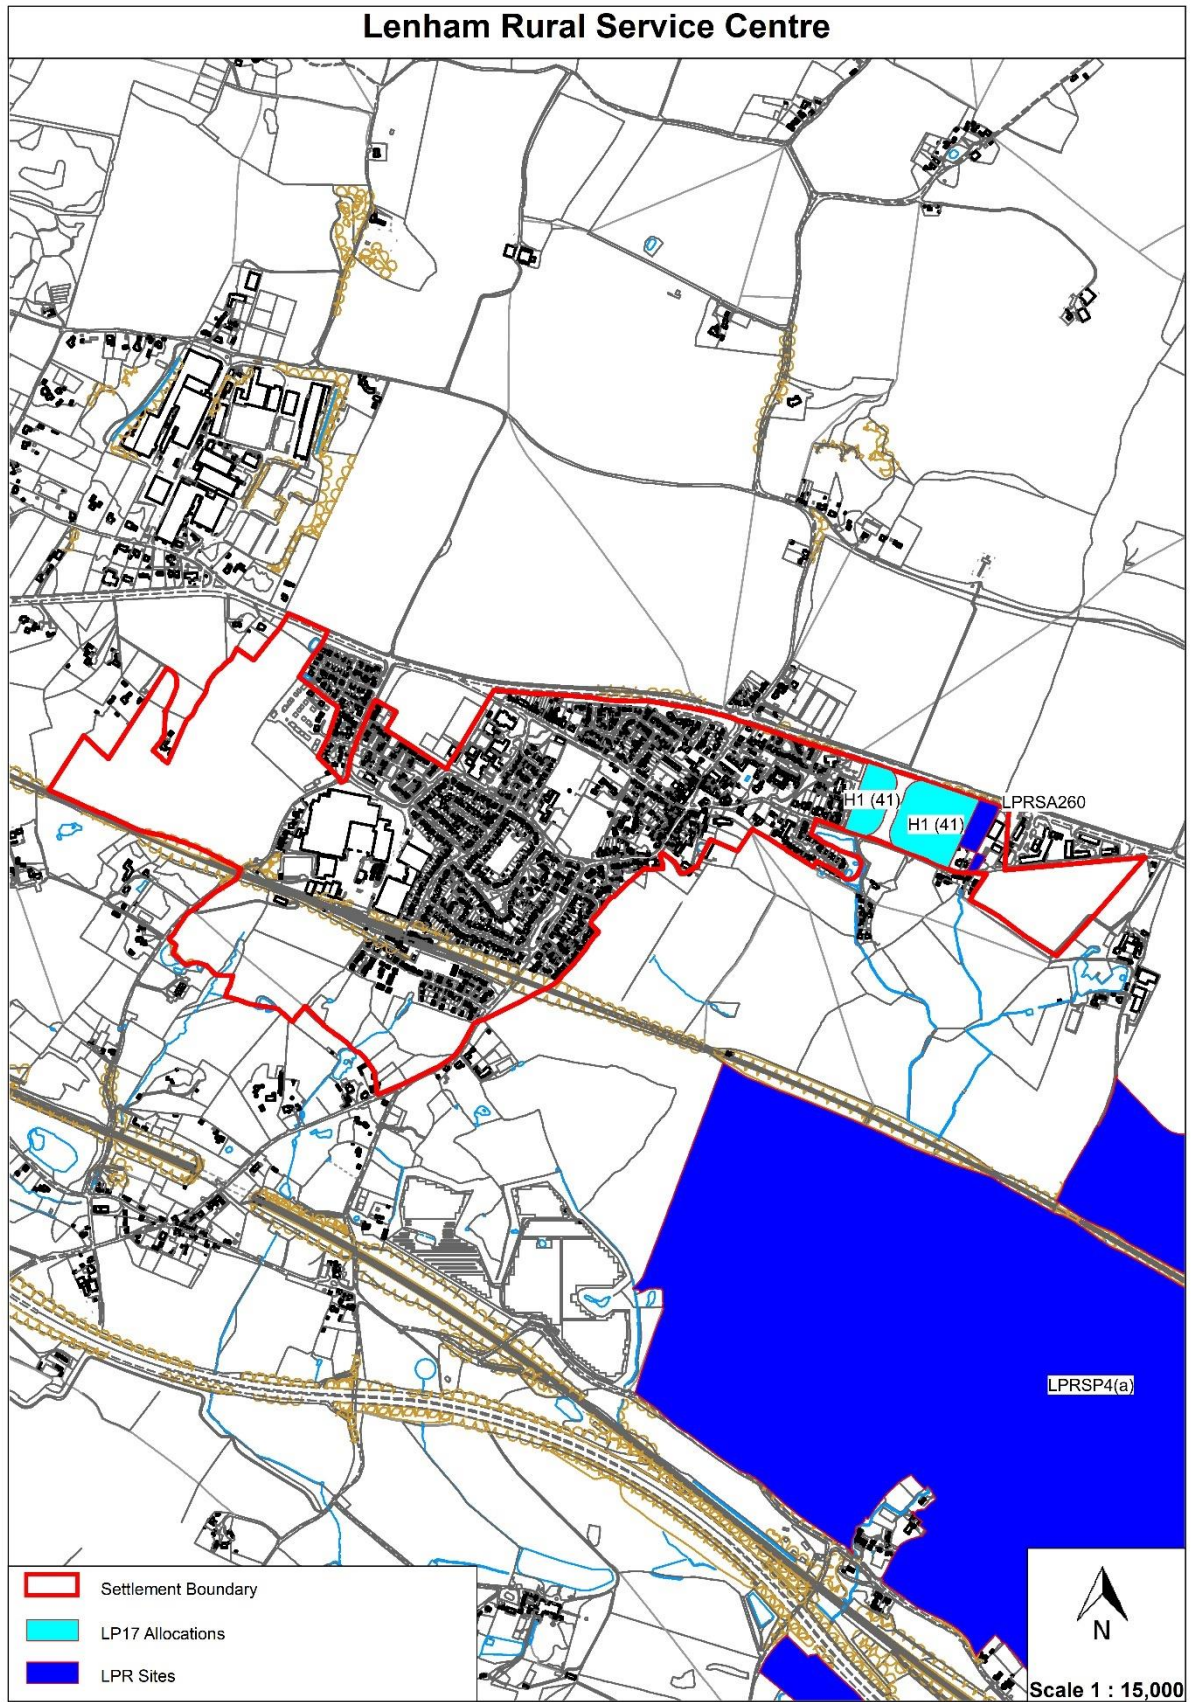 Lenham Rural Service Centre
H1 (41)
LPRSA260
H1 (41)
LPRSP4(a)
Settlement Boundary
LP17 Allocations
LPR Sites
N
Scale 1 : 15,000